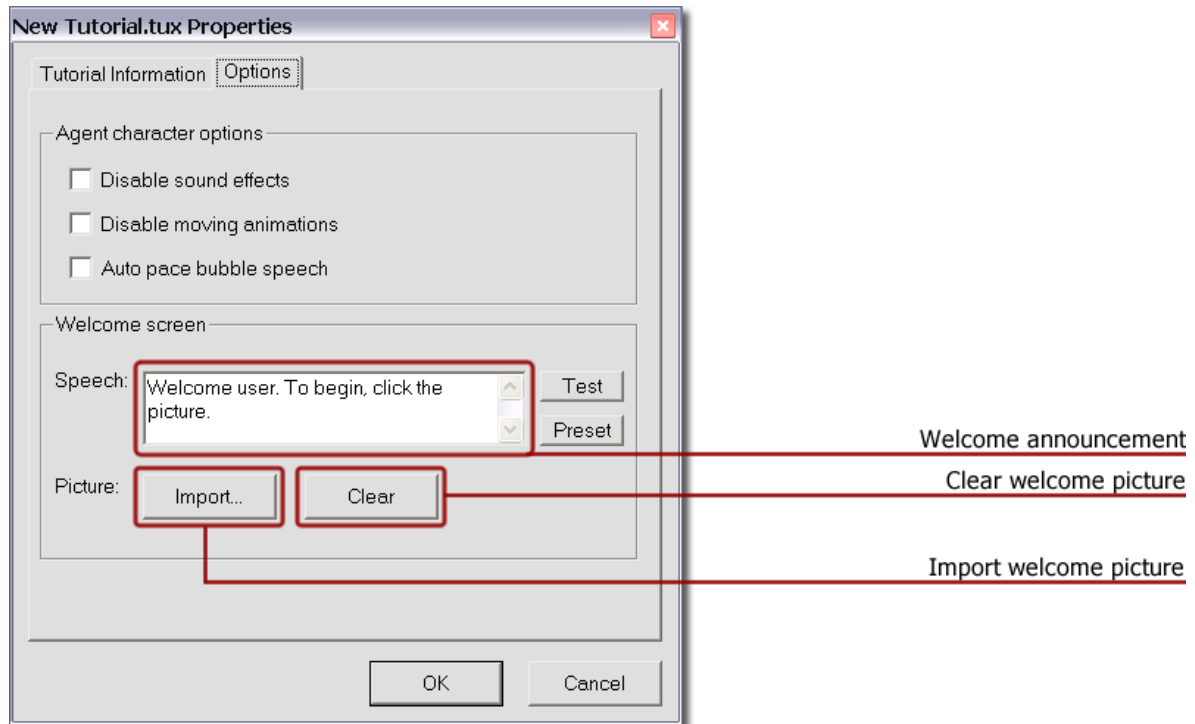 New Tutorial.tux Properties
Tutorial Information Options
Agent character options
Disable sound effects
Disable moving animations
Auto pace bubble speech
Welcome screen
Speech: Welcome user. To begin, click the
picture.
Test
Preset
Welcome announcement
Picture: Import... Clear
Clear welcome picture
Import welcome picture
OK Cancel